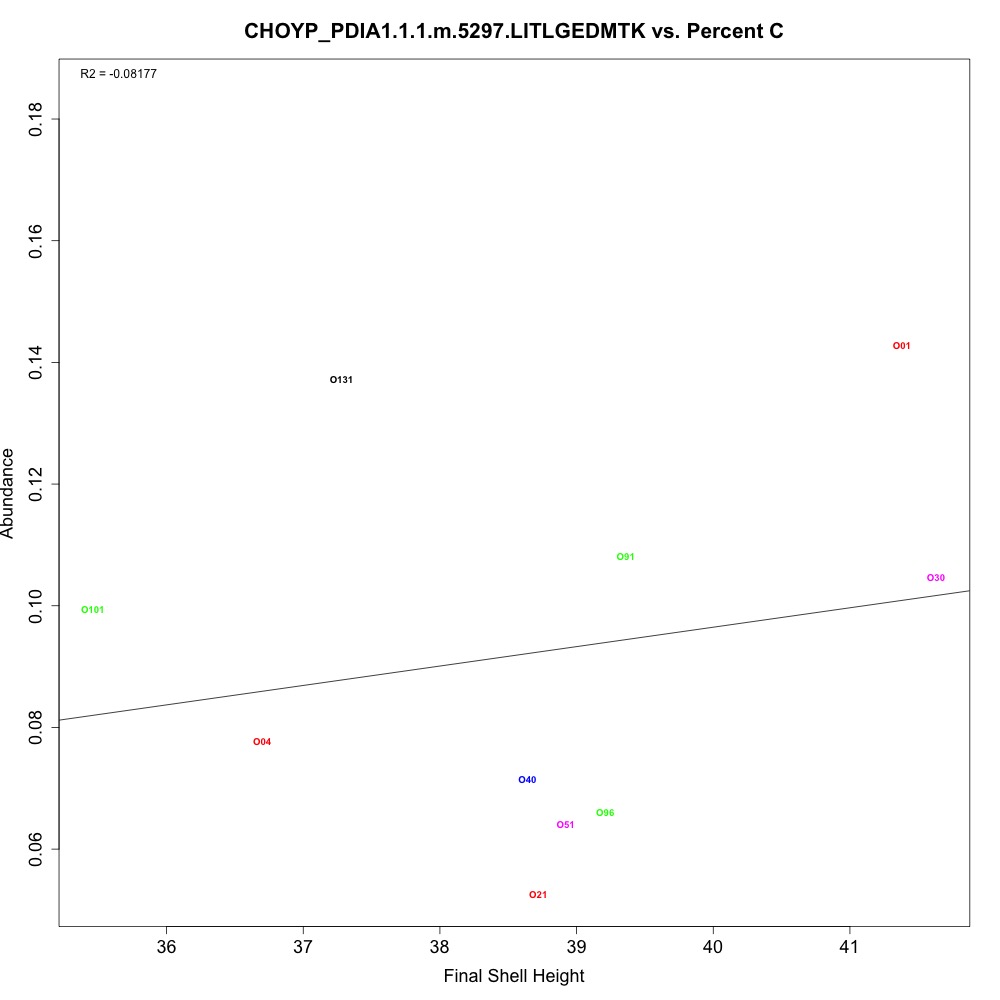 CHOYP_PDIA1.1.1.m.5297.LITLGEDMTK vs. Percent C
R2 = -0.08177
0.18
0.16
O01
0.14
O131
0.12
Abundance
O91
O30
0.10
O101
0.08
O04
O40
O96
O51
0.06
O21
36 37 38 39 40 41
Final Shell Height